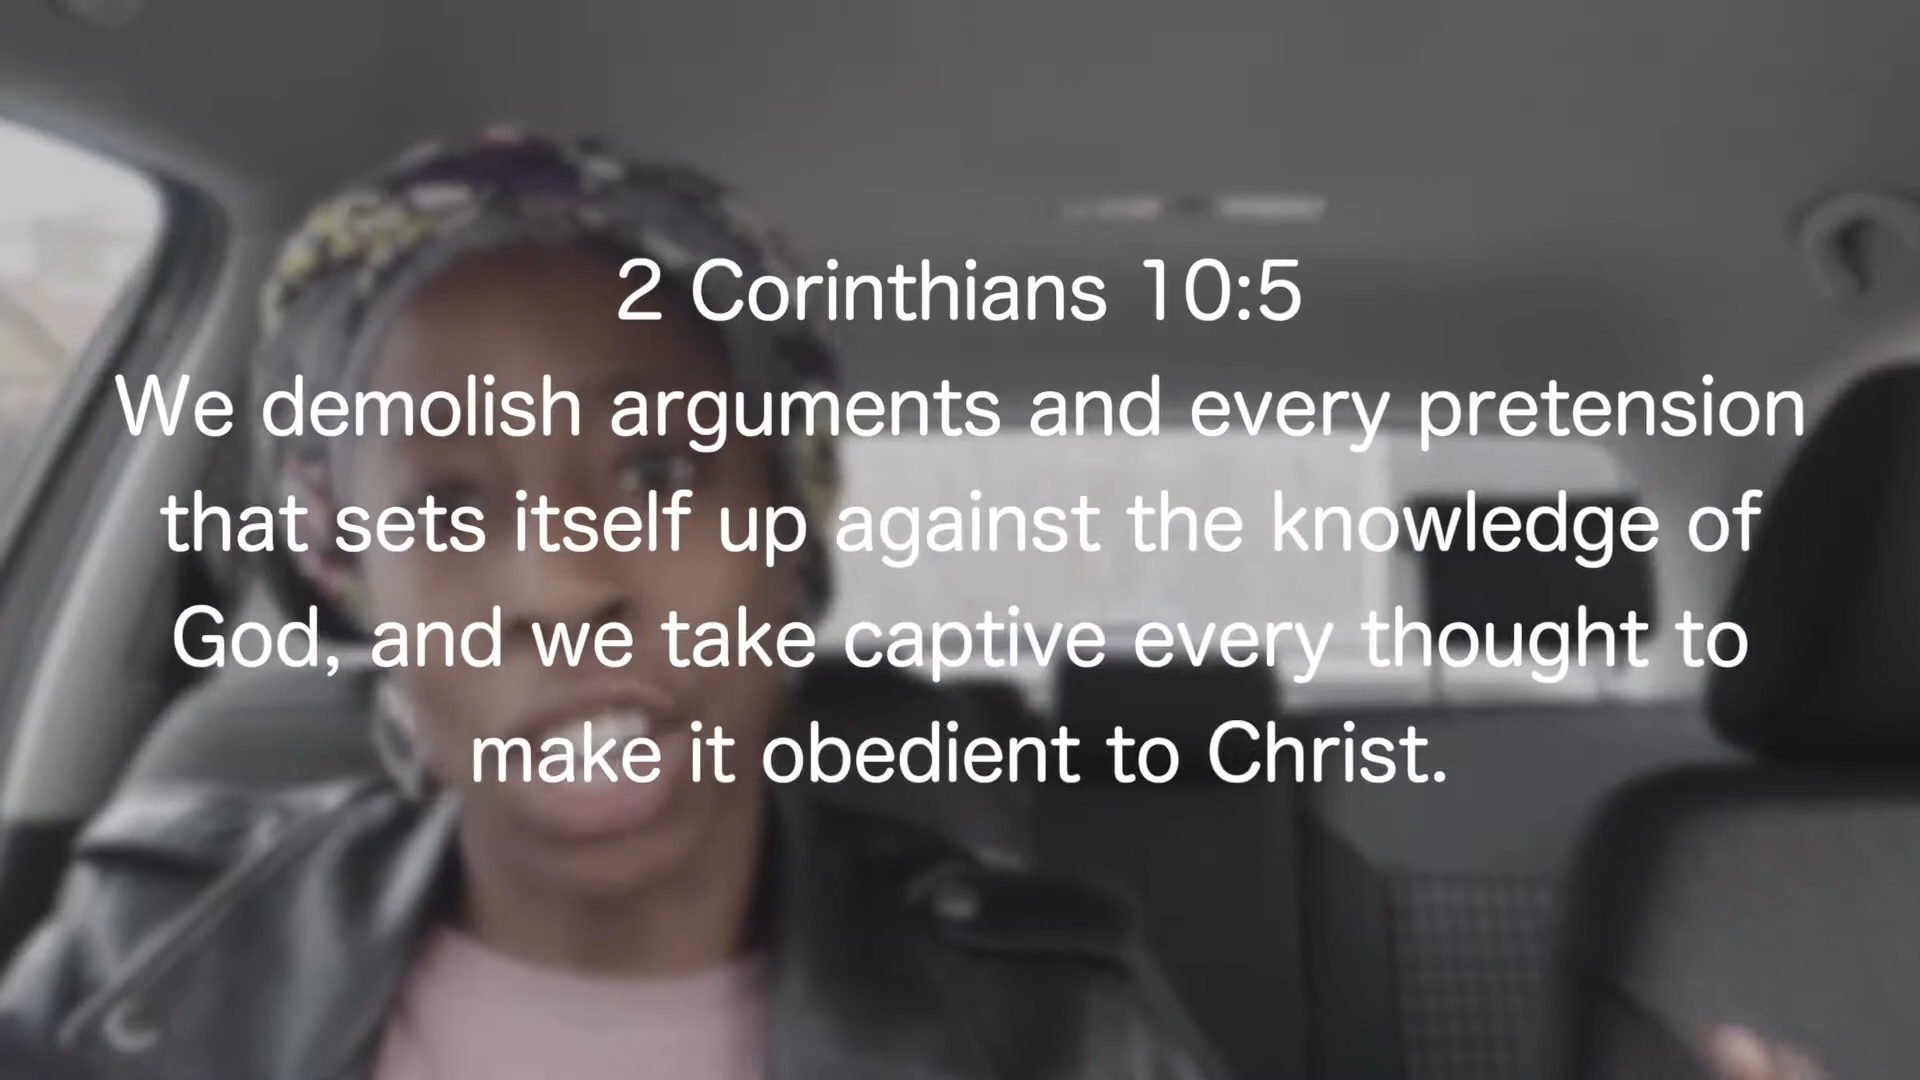 2 Corinthians 10:5
We demolish arguments and every pretension
that sets itself up against the knowledge of
God, and we take captive every thought to
make it obedient to Christ.